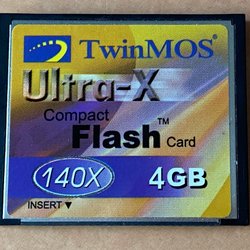 TwinMOS
Ultra-X
Compact
Flash™ Card
140X 4GB
INSERT ▼